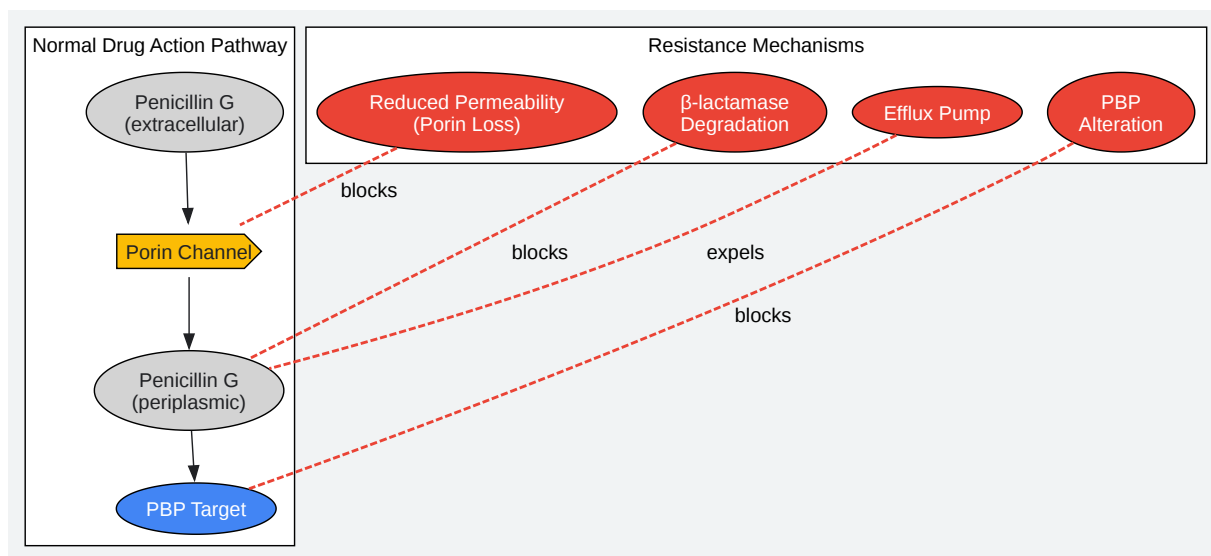 Normal Drug Action Pathway
Penicillin G
(extracellular)
Porin Channel
Penicillin G
(periplasmic)
PBP Target
Resistance Mechanisms
Reduced Permeability
(Porin Loss)
β-lactamase
Degradation
Efflux Pump
PBP
Alteration
blocks
blocks
expels
blocks